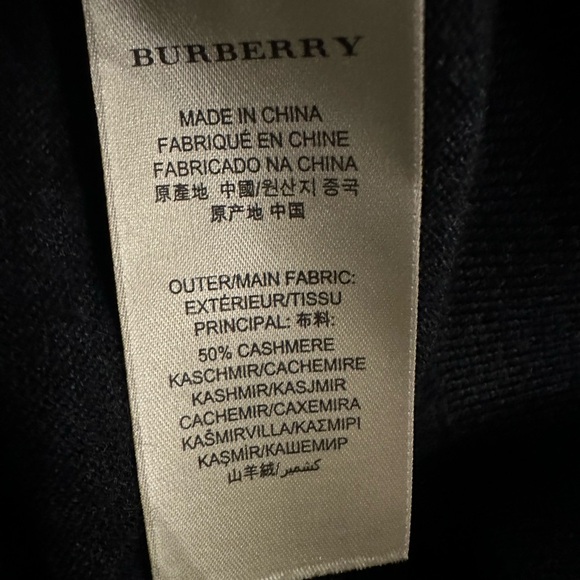 BURBERRY
MADE IN CHINA
FABRIQUÉ EN CHINE
FABRICADO NA CHINA
原產地 中國/원산지 중국
原产地 中国
OUTER/MAIN FABRIC:
EXTÉRIEUR/TISSU
PRINCIPAL: 布料:
50% CASHMERE
KASCHMIR/CACHEMIRE
KASHMIR/KASJMIR
CACHEMIR/CAXEMIRA
KAŠMIRVILLA/ΚΑΣΜΙΡΙ
KAŞMİR/КАШЕМИР
山羊絨/كشمير